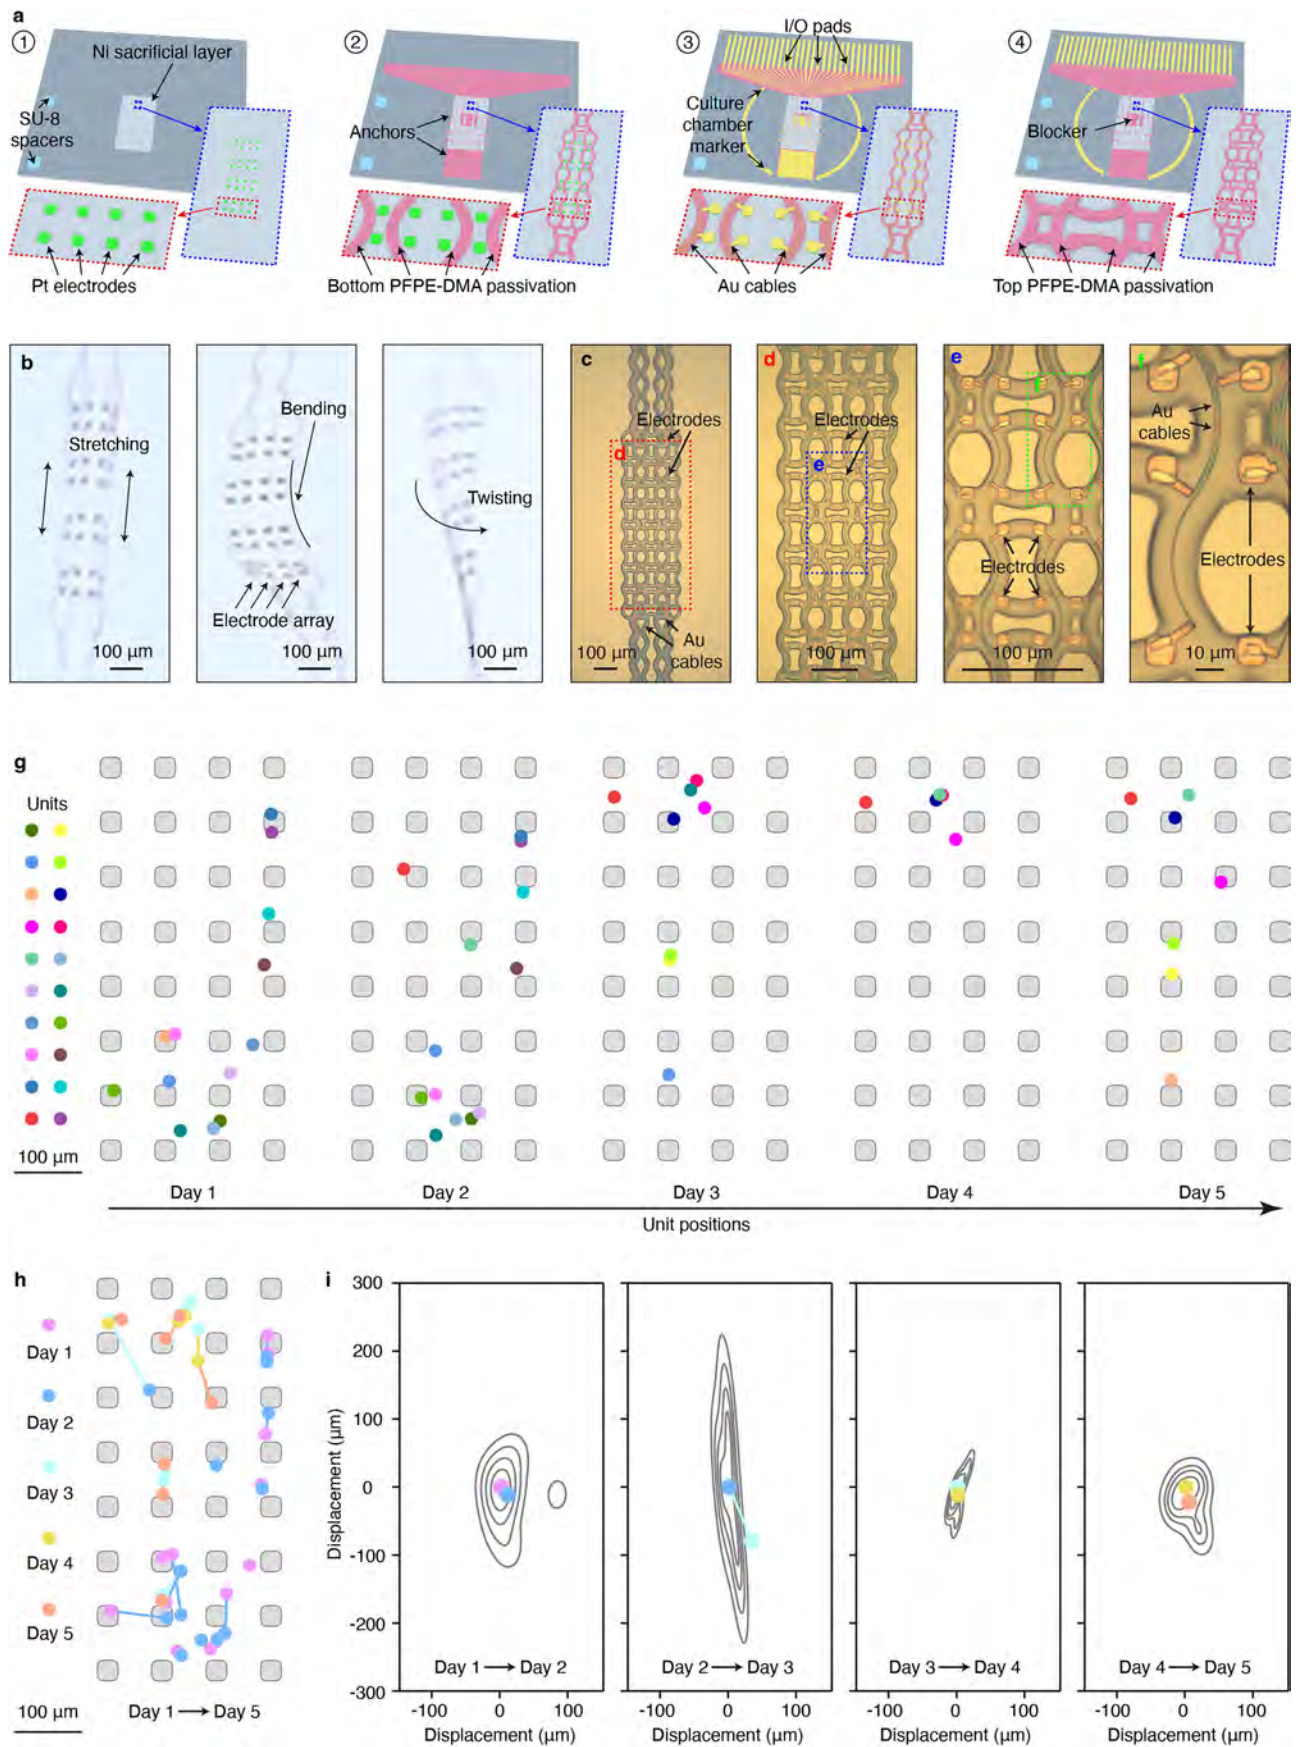 a
1
Ni sacrificial layer
SU-8
spacers
Pt electrodes
2
Anchors
Bottom PFPE-DMA passivation
3
I/O pads
Culture
chamber
marker
Au cables
4
Blocker
Top PFPE-DMA passivation
b
Stretching
100 µm
Bending
Electrode array
100 µm
Twisting
100 µm
c
Electrodes
d
Au
cables
100 µm
d
Electrodes
e
100 µm
e
f
Electrodes
100 µm
f
Au
cables
Electrodes
10 µm
g
Units
100 µm
Day 1
Day 2
Day 3
Day 4
Day 5
Unit positions
h
Day 1
Day 2
Day 3
Day 4
Day 5
100 µm
Day 1 → Day 5
i
Displacement (µm)
300
200
100
0
-100
-200
-300
Day 1 → Day 2
-100 0 100
Displacement (µm)
Day 2 → Day 3
-100 0 100
Displacement (µm)
Day 3 → Day 4
-100 0 100
Displacement (µm)
Day 4 → Day 5
-100 0 100
Displacement (µm)